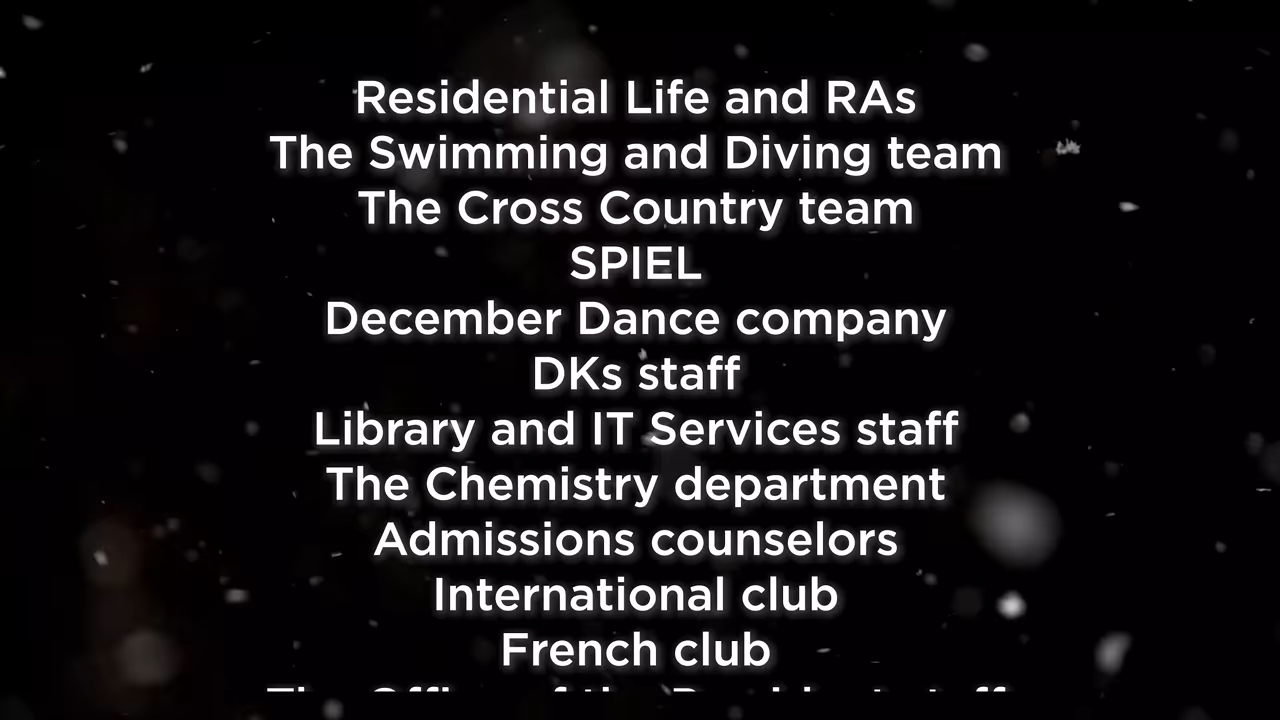 Residential Life and RAs
The Swimming and Diving team
The Cross Country team
SPIEL
December Dance company
DKs staff
Library and IT Services staff
The Chemistry department
Admissions counselors
International club
French club